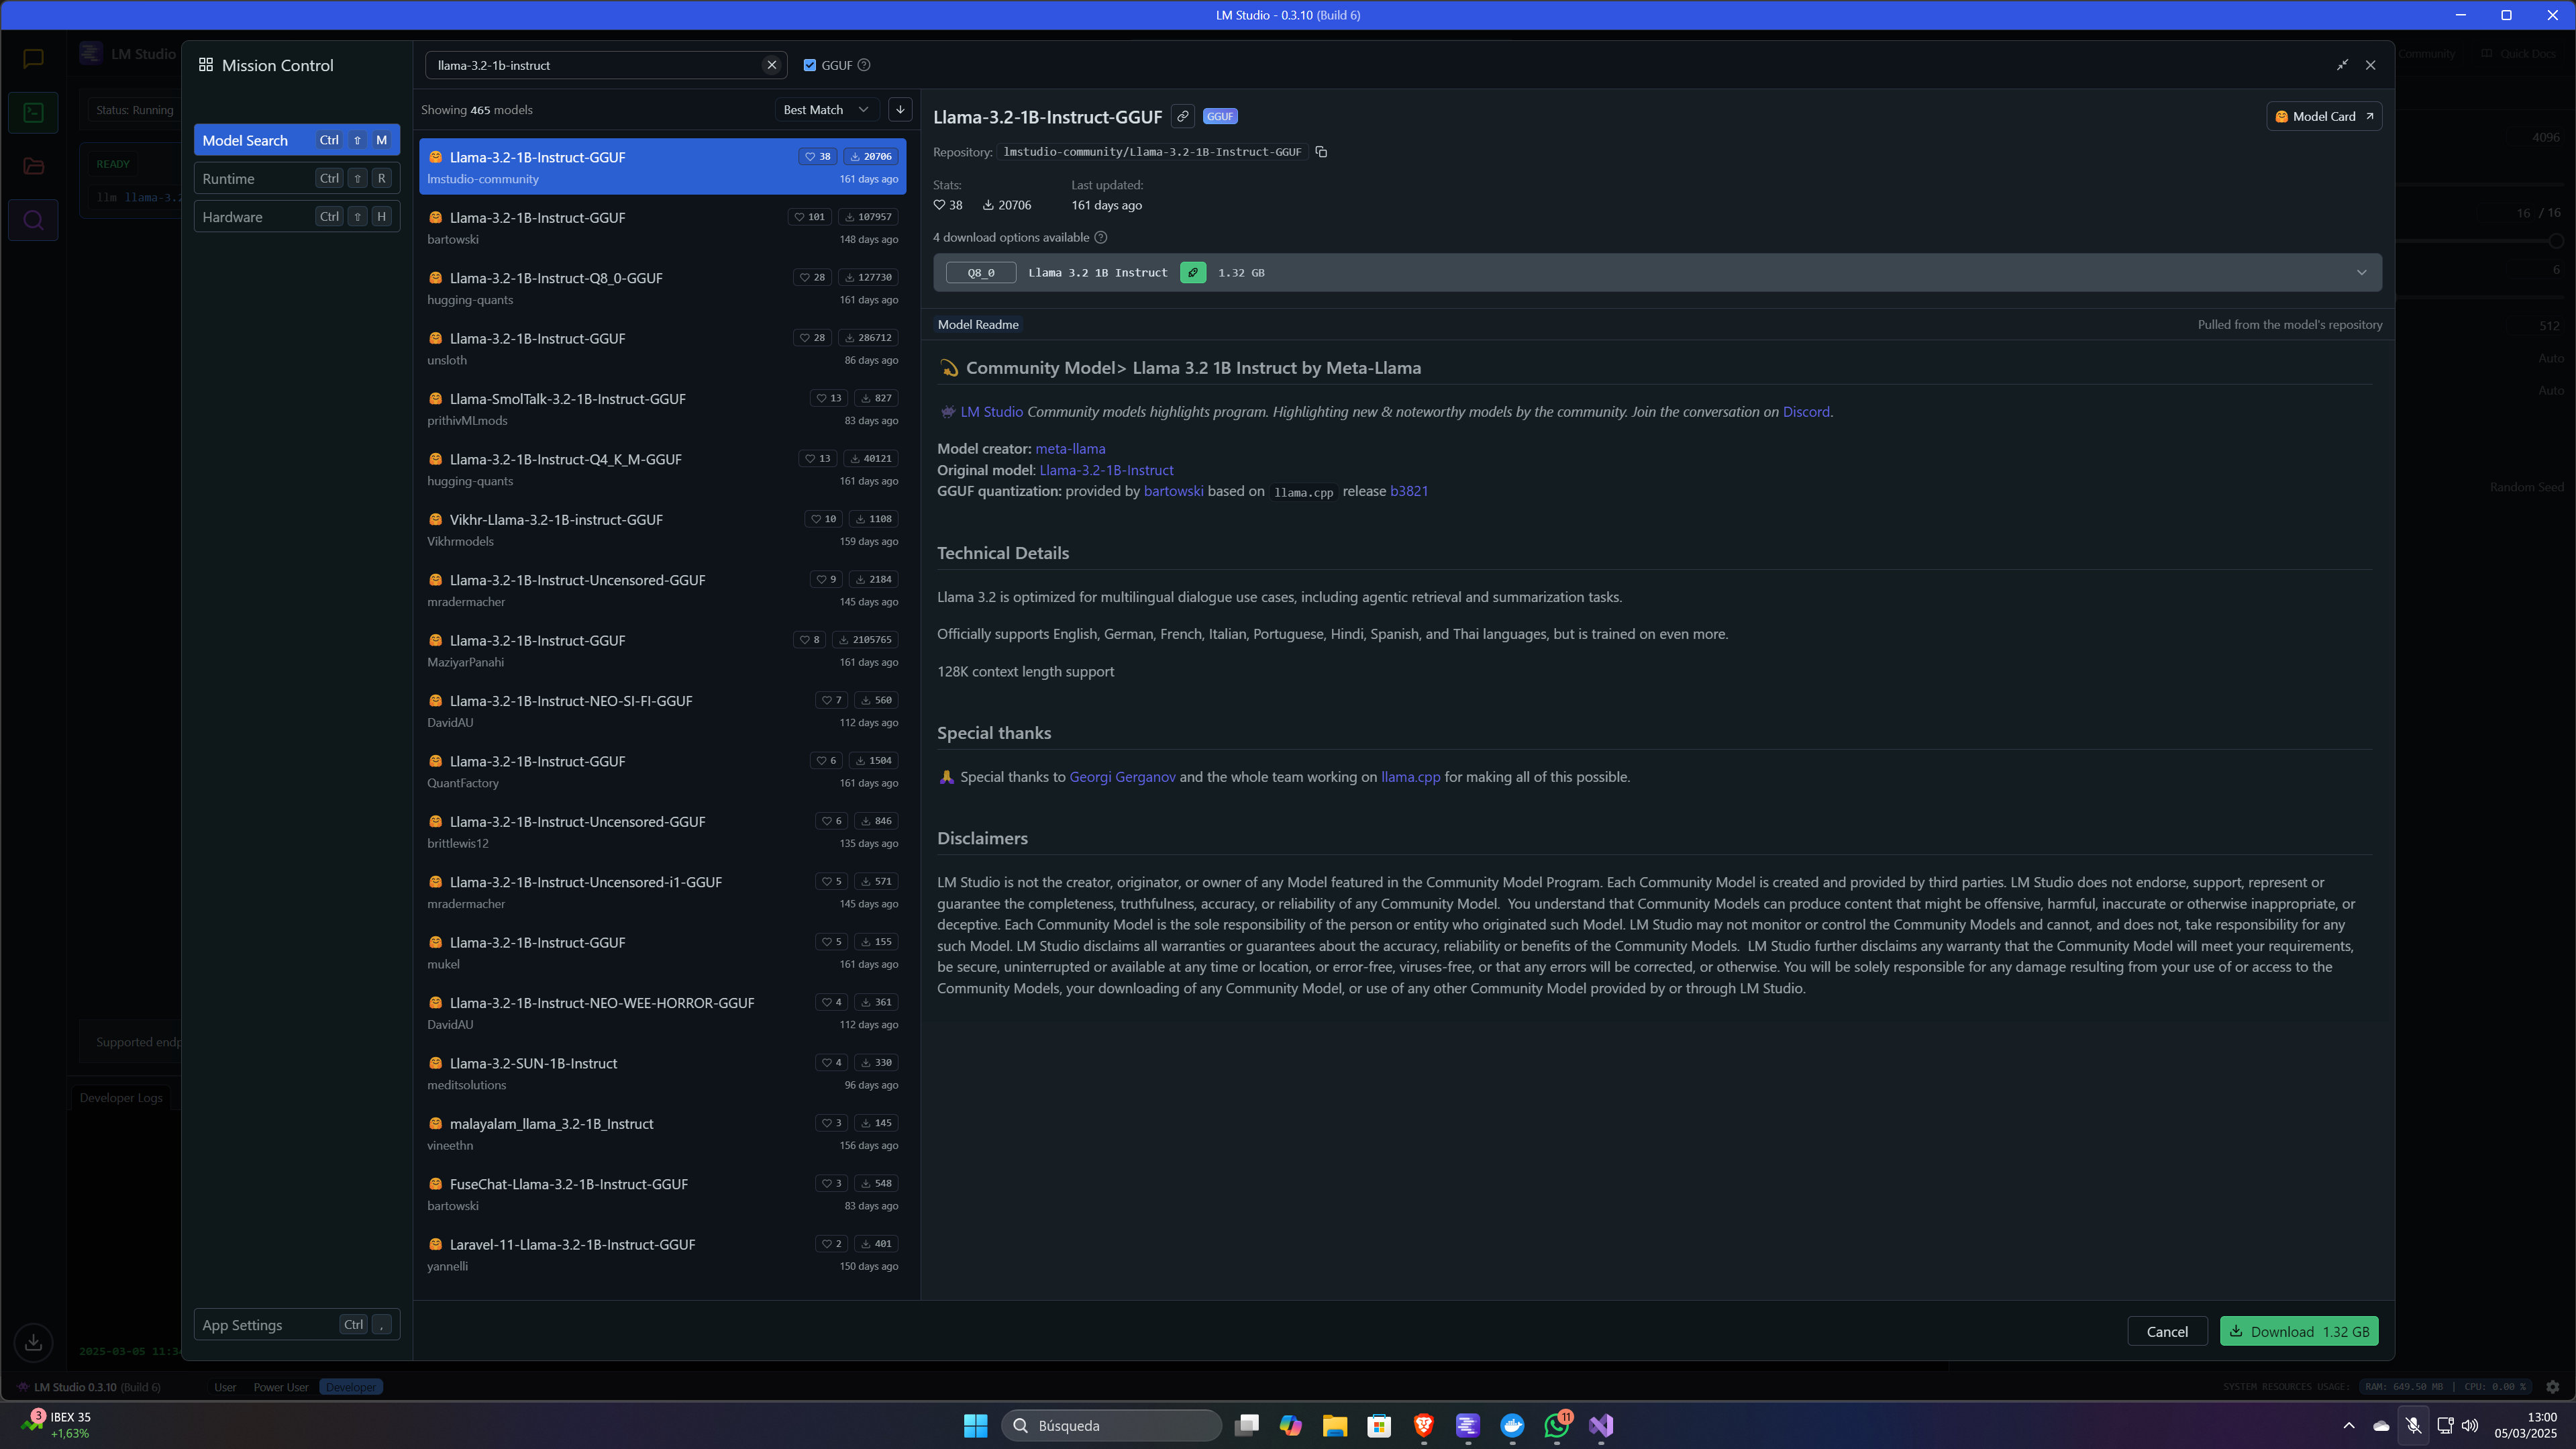 LM Studio - 0.3.10 (Build 6)
LM Studio
Community
Quick Docs
Status: Running
READY
llm llama-3.2
Supported endp
Developer Logs
Mission Control
Model Search Ctrl ⇧ M
Runtime Ctrl ⇧ R
Hardware Ctrl ⇧ H
App Settings Ctrl ,
llama-3.2-1b-instruct
GGUF
Showing 465 models
Best Match
Llama-3.2-1B-Instruct-GGUF 38 20706
lmstudio-community 161 days ago
Llama-3.2-1B-Instruct-GGUF 101 107957
bartowski 148 days ago
Llama-3.2-1B-Instruct-Q8_0-GGUF 28 127730
hugging-quants 161 days ago
Llama-3.2-1B-Instruct-GGUF 28 286712
unsloth 86 days ago
Llama-SmolTalk-3.2-1B-Instruct-GGUF 13 827
prithivMLmods 83 days ago
Llama-3.2-1B-Instruct-Q4_K_M-GGUF 13 40121
hugging-quants 161 days ago
Vikhr-Llama-3.2-1B-instruct-GGUF 10 1108
Vikhrmodels 159 days ago
Llama-3.2-1B-Instruct-Uncensored-GGUF 9 2184
mradermacher 145 days ago
Llama-3.2-1B-Instruct-GGUF 8 2105765
MaziyarPanahi 161 days ago
Llama-3.2-1B-Instruct-NEO-SI-FI-GGUF 7 560
DavidAU 112 days ago
Llama-3.2-1B-Instruct-GGUF 6 1504
QuantFactory 161 days ago
Llama-3.2-1B-Instruct-Uncensored-GGUF 6 846
brittlewis12 135 days ago
Llama-3.2-1B-Instruct-Uncensored-i1-GGUF 5 571
mradermacher 145 days ago
Llama-3.2-1B-Instruct-GGUF 5 155
mukel 161 days ago
Llama-3.2-1B-Instruct-NEO-WEE-HORROR-GGUF 4 361
DavidAU 112 days ago
Llama-3.2-SUN-1B-Instruct 4 330
meditsolutions 96 days ago
malayalam_llama_3.2-1B_Instruct 3 145
vineethn 156 days ago
FuseChat-Llama-3.2-1B-Instruct-GGUF 3 548
bartowski 83 days ago
Laravel-11-Llama-3.2-1B-Instruct-GGUF 2 401
yannelli 150 days ago
Llama-3.2-1B-Instruct-GGUF GGUF
Model Card
Repository: lmstudio-community/Llama-3.2-1B-Instruct-GGUF
Stats: Last updated:
38 20706 161 days ago
4 download options available
Q8_0 Llama 3.2 1B Instruct 1.32 GB
Model Readme
Pulled from the model's repository
💫 Community Model> Llama 3.2 1B Instruct by Meta-Llama
👾 LM Studio Community models highlights program. Highlighting new & noteworthy models by the community. Join the conversation on Discord.
Model creator: meta-llama
Original model: Llama-3.2-1B-Instruct
GGUF quantization: provided by bartowski based on llama.cpp release b3821
Technical Details
Llama 3.2 is optimized for multilingual dialogue use cases, including agentic retrieval and summarization tasks.
Officially supports English, German, French, Italian, Portuguese, Hindi, Spanish, and Thai languages, but is trained on even more.
128K context length support
Special thanks
🙏 Special thanks to Georgi Gerganov and the whole team working on llama.cpp for making all of this possible.
Disclaimers
LM Studio is not the creator, originator, or owner of any Model featured in the Community Model Program. Each Community Model is created and provided by third parties. LM Studio does not endorse, support, represent or
guarantee the completeness, truthfulness, accuracy, or reliability of any Community Model.  You understand that Community Models can produce content that might be offensive, harmful, inaccurate or otherwise inappropriate, or
deceptive. Each Community Model is the sole responsibility of the person or entity who originated such Model. LM Studio may not monitor or control the Community Models and cannot, and does not, take responsibility for any
such Model. LM Studio disclaims all warranties or guarantees about the accuracy, reliability or benefits of the Community Models.  LM Studio further disclaims any warranty that the Community Model will meet your requirements,
be secure, uninterrupted or available at any time or location, or error-free, viruses-free, or that any errors will be corrected, or otherwise. You will be solely responsible for any damage resulting from your use of or access to the
Community Models, your downloading of any Community Model, or use of any other Community Model provided by or through LM Studio.
Cancel
Download 1.32 GB
4096
16 / 16
6
512
Auto
Auto
Random Seed
2025-03-05 11:34
LM Studio 0.3.10 (Build 6)
User Power User Developer
SYSTEM RESOURCES USAGE: RAM: 649.50 MB | CPU: 0.00 %
3 IBEX 35
+1,63%
Búsqueda
11
13:00
05/03/2025